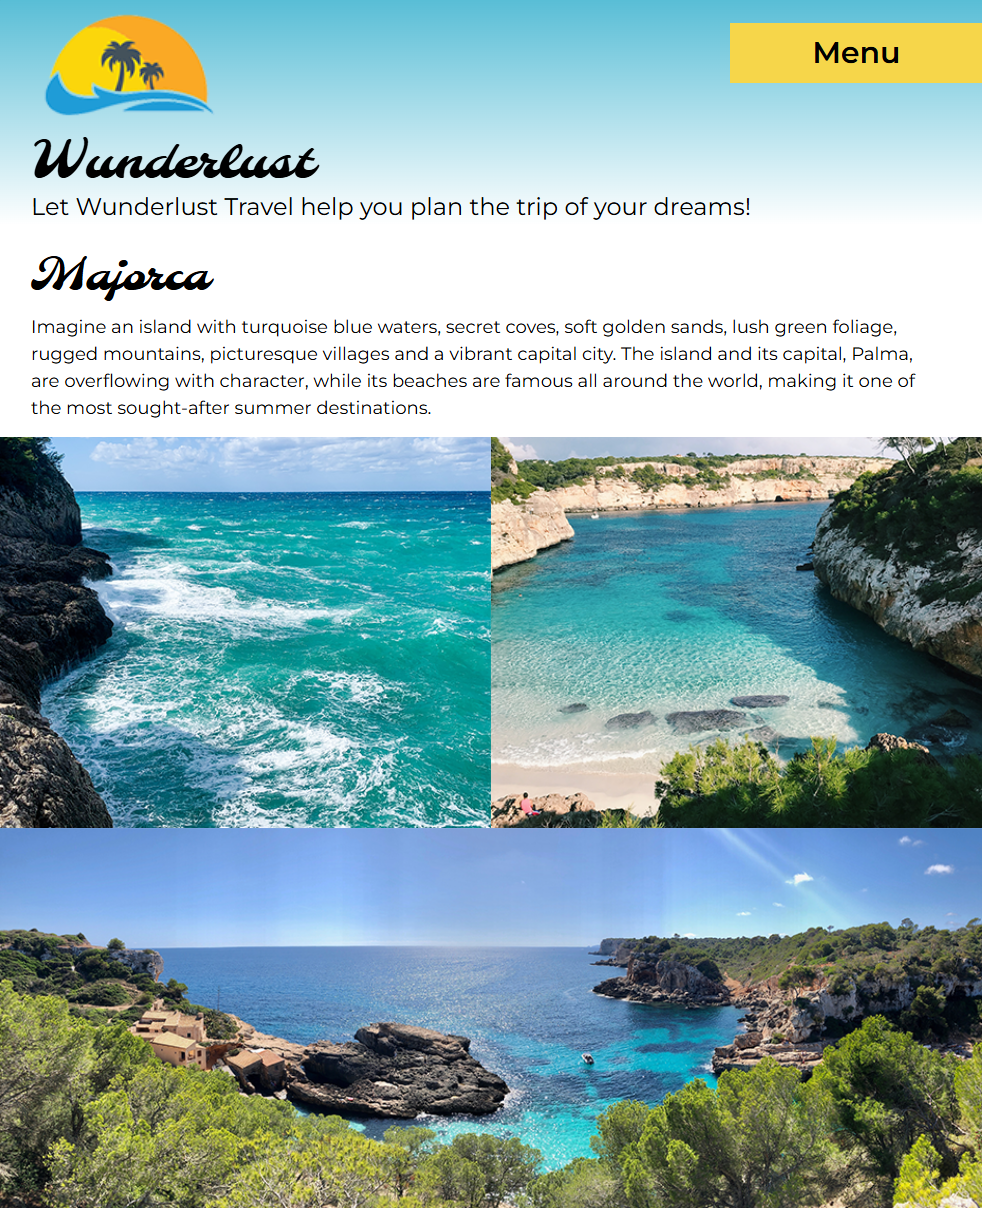 Menu
Wunderlust
Let Wunderlust Travel help you plan the trip of your dreams!
Majorca
Imagine an island with turquoise blue waters, secret coves, soft golden sands, lush green foliage,
rugged mountains, picturesque villages and a vibrant capital city. The island and its capital, Palma,
are overflowing with character, while its beaches are famous all around the world, making it one of
the most sought-after summer destinations.